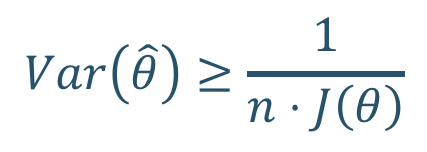 Var(θ̂) ≥ 1 / (n · J(θ))